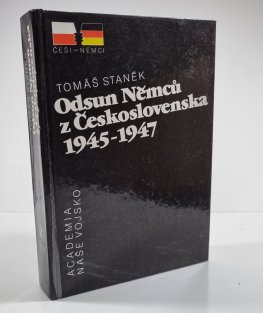 ČEŠI-NĚMCI
TOMÁŠ STANĚK
Odsun Němců
z Československa
1945-1947
ACADEMIA
NAŠE VOJSKO